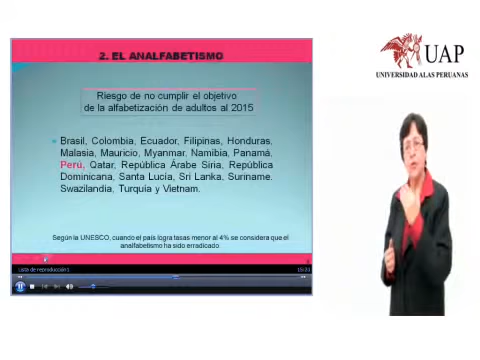 2. EL ANALFABETISMO
Riesgo de no cumplir el objetivo
de la alfabetización de adultos al 2015
Brasil, Colombia, Ecuador, Filipinas, Honduras,
Malasia, Mauricio, Myanmar, Namibia, Panamá,
Perú, Qatar, República Árabe Siria, República
Dominicana, Santa Lucía, Sri Lanka, Suriname,
Swazilandia, Turquía y Vietnam.
Según la UNESCO, cuando el país logra tasas menor al 4% se considera que el
analfabetismo ha sido erradicado
Lista de reproducción1
UAP
UNIVERSIDAD ALAS PERUANAS